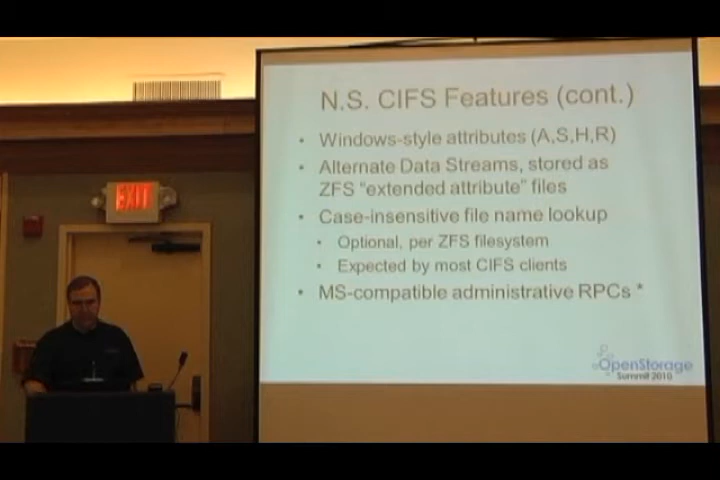 EXIT
N.S. CIFS Features (cont.)
• Windows-style attributes (A,S,H,R)
• Alternate Data Streams, stored as
ZFS “extended attribute” files
• Case-insensitive file name lookup
• Optional, per ZFS filesystem
• Expected by most CIFS clients
• MS-compatible administrative RPCs *
OpenStorage
Summit 2010